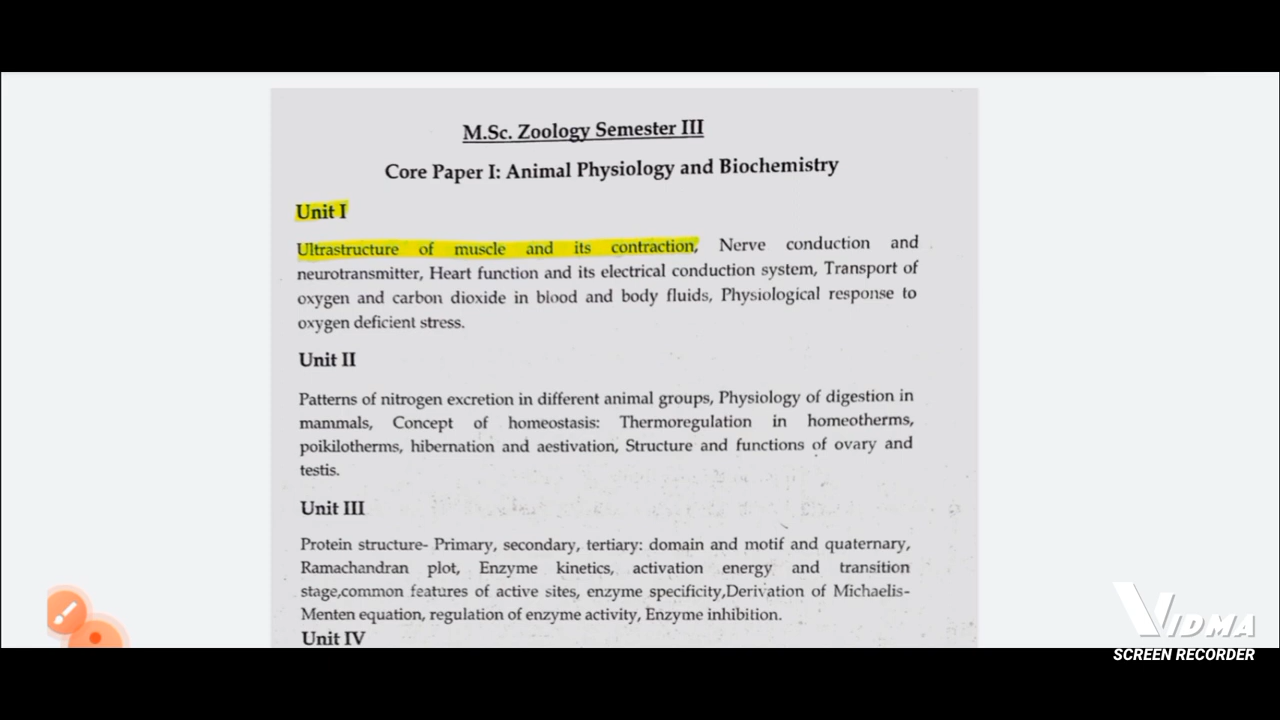 M.Sc. Zoology Semester III
Core Paper I: Animal Physiology and Biochemistry
Unit I
Ultrastructure of muscle and its contraction, Nerve conduction and
neurotransmitter, Heart function and its electrical conduction system, Transport of
oxygen and carbon dioxide in blood and body fluids, Physiological response to
oxygen deficient stress.
Unit II
Patterns of nitrogen excretion in different animal groups, Physiology of digestion in
mammals, Concept of homeostasis: Thermoregulation in homeotherms,
poikilotherms, hibernation and aestivation, Structure and functions of ovary and
testis.
Unit III
Protein structure- Primary, secondary, tertiary: domain and motif and quaternary,
Ramachandran plot, Enzyme kinetics, activation energy and transition
stage,common features of active sites, enzyme specificity,Derivation of Michaelis-
Menten equation, regulation of enzyme activity, Enzyme inhibition.
Unit IV
VIDMA
SCREEN RECORDER